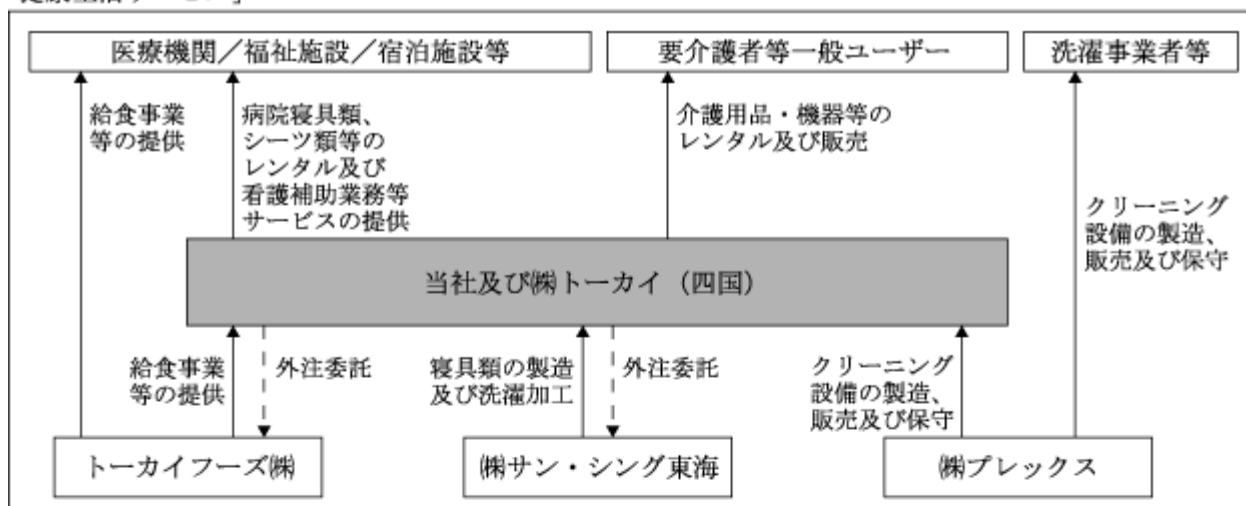 医療機関／福祉施設／宿泊施設等
要介護者等一般ユーザー
洗濯事業者等
給食事業
等の提供
病院寝具類、
シーツ類等の
レンタル及び
看護補助業務等
サービスの提供
介護用品・機器等の
レンタル及び販売
クリーニング
設備の製造、
販売及び保守
当社及び㈱トーカイ（四国）
給食事業
等の提供
外注委託
寝具類の製造
及び洗濯加工
外注委託
クリーニング
設備の製造、
販売及び保守
トーカイフーズ㈱
㈱サン・シング東海
㈱プレックス